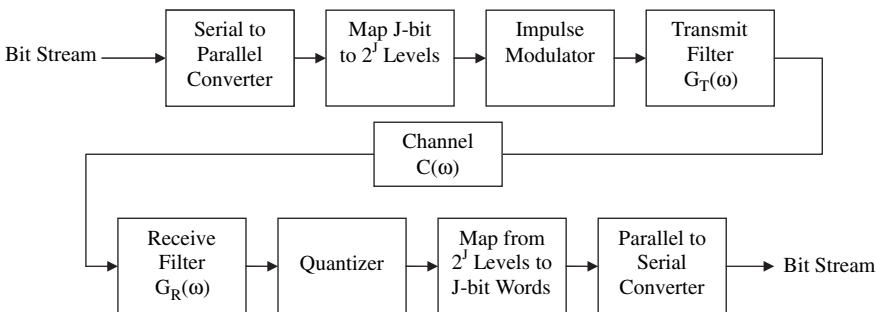 Bit Stream
Serial to
Parallel
Converter
Map J-bit
to 2^J Levels
Impulse
Modulator
Transmit
Filter
G_T(ω)
Channel
C(ω)
Receive
Filter
G_R(ω)
Quantizer
Map from
2^J Levels to
J-bit Words
Parallel to
Serial
Converter
Bit Stream